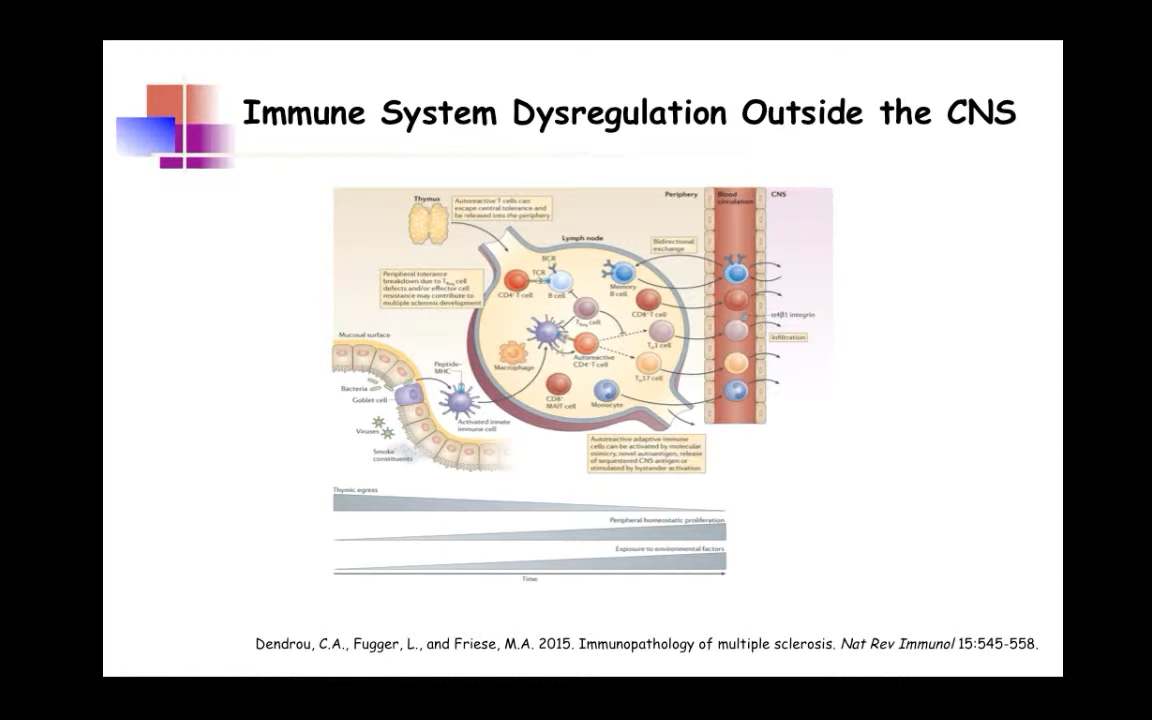 Immune System Dysregulation Outside the CNS
Thymus
Autoreactive T cells can
escape central tolerance and
be released into the periphery
Periphery
Blood
circulation
CNS
Lymph node
Bidirectional
exchange
Peripheral tolerance
breakdown due to TReg cell
defects and/or effector cell
resistance may contribute to
multiple sclerosis development
BCR
TCR
CD4⁺ T cell
B cell
Memory
B cell
CD8⁺ T cell
TReg cell
α4β1 integrin
Infiltration
TH1 cell
Autoreactive
CD4⁺ T cell
Macrophage
TH17 cell
CD8⁺
MAIT cell
Monocyte
Mucosal surface
Peptide–
MHC
Bacteria
Goblet cell
Activated innate
immune cell
Viruses
Smoke
constituents
Autoreactive adaptive immune
cells can be activated by molecular
mimicry, novel autoantigen, release
of sequestered CNS antigen or
stimulated by bystander activation
Thymic egress
Peripheral homeostatic proliferation
Exposure to environmental factors
Time
Dendrou, C.A., Fugger, L., and Friese, M.A. 2015. Immunopathology of multiple sclerosis. Nat Rev Immunol 15:545-558.